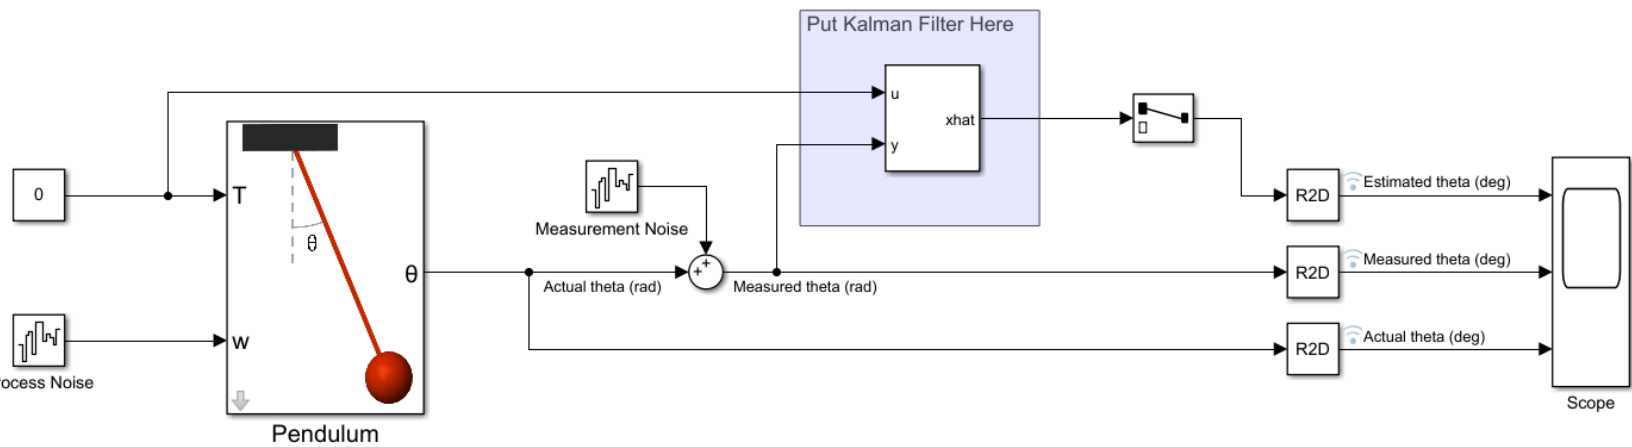 Put Kalman Filter Here
u
xhat
y
0
T
θ
Measurement Noise
R2D
Estimated theta (deg)
θ
Actual theta (rad)
Measured theta (rad)
R2D
Measured theta (deg)
w
R2D
Actual theta (deg)
rocess Noise
Scope
Pendulum